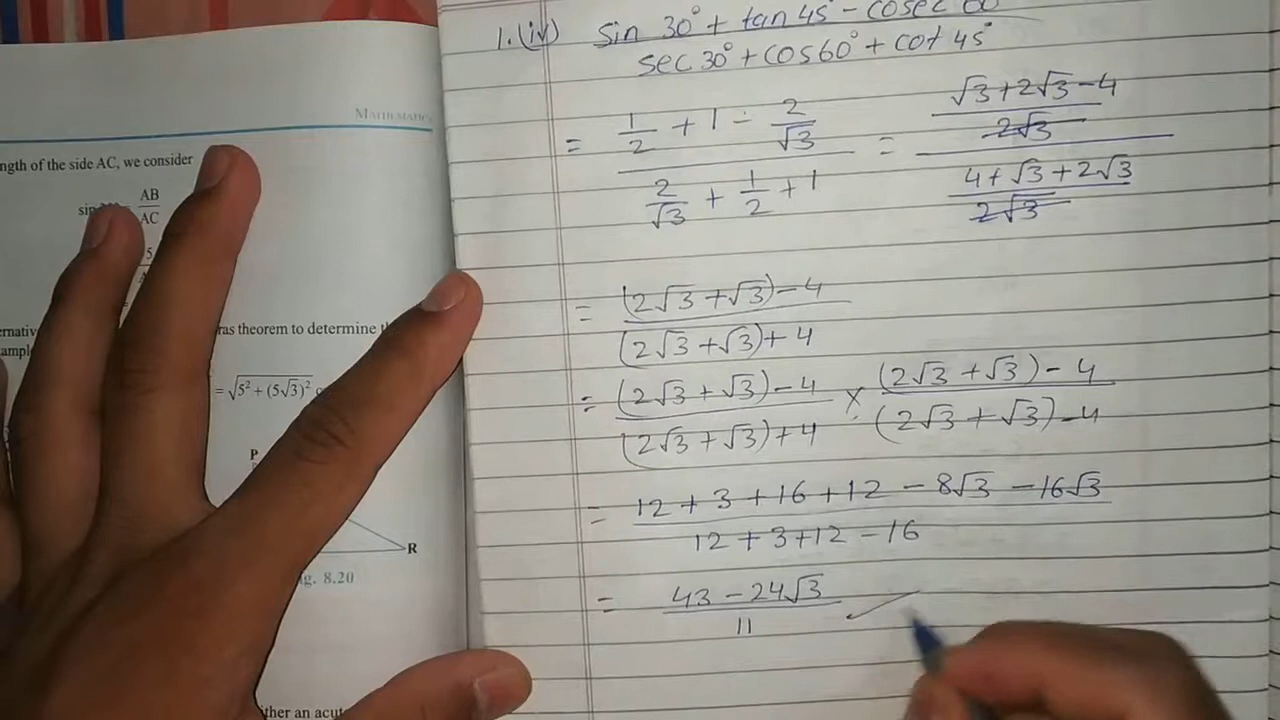 MATHEMATIC
ngth of the side AC, we consider
AB
AC
5
ras theorem to determine
= √5² + (5√3)²
P
R
8.20
an acut
1.(iv) sin 30° + tan 45° - cosec 60°
sec 30° + cos 60° + cot 45°
= 1/2 + 1 - 2/√3 = √3 + 2√3 - 4 / 2√3
2/√3 + 1/2 + 1 4 + √3 + 2√3 / 2√3
= (2√3 + √3) - 4
(2√3 + √3) + 4
= (2√3 + √3) - 4 × (2√3 + √3) - 4
(2√3 + √3) + 4 (2√3 + √3) - 4
= 12 + 3 + 16 + 12 - 8√3 - 16√3
12 + 3 + 12 - 16
= 43 - 24√3
11